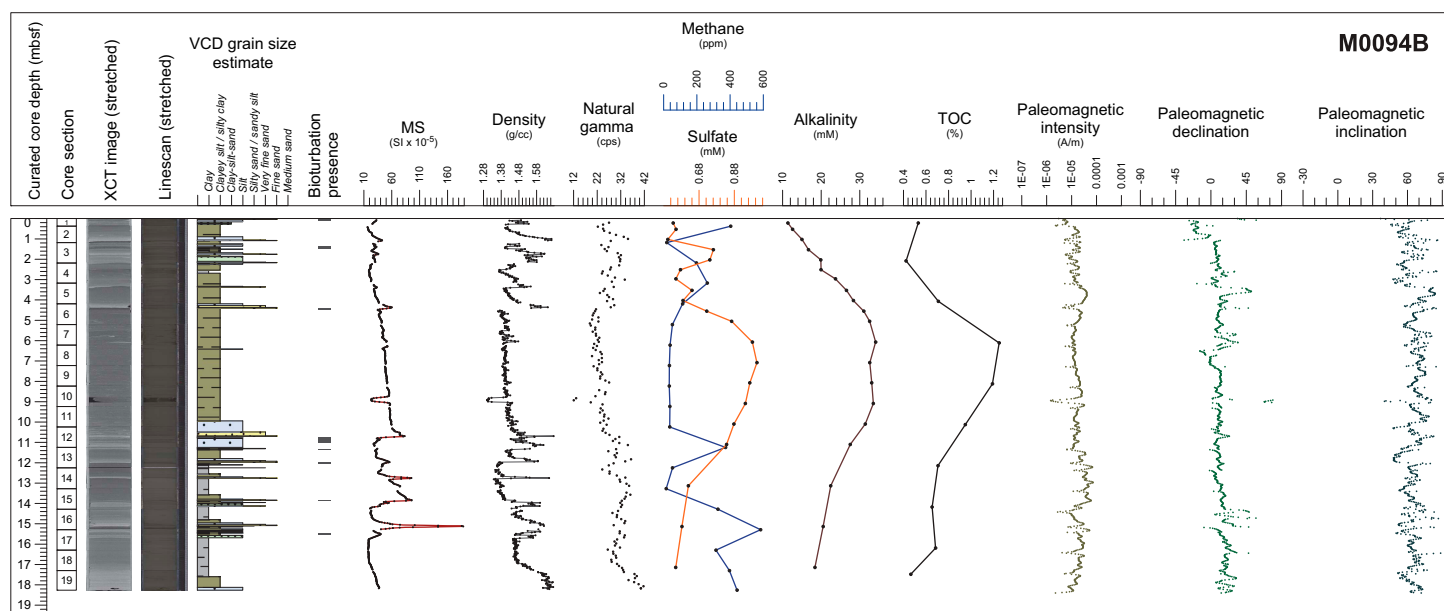 M0094B
Curated core depth (mbsf)
Core section
XCT image (stretched)
Linescan (stretched)
VCD grain size
estimate
Clay
Clayey silt / silty clay
Clay-silt-sand
Silt
Silty sand / sandy silt
Very fine sand
Fine sand
Medium sand
Bioturbation
presence
MS
(SI x 10-5)
10 60 110 160
Density
(g/cc)
1.28 1.38 1.48 1.58
Natural
gamma
(cps)
12 22 32 42
Methane
(ppm)
0 200 400 600
Sulfate
(mM)
0.68 0.88
Alkalinity
(mM)
10 20 30
TOC
(%)
0.4 0.6 0.8 1 1.2
Paleomagnetic
intensity
(A/m)
1E-07 1E-06 1E-05 0.0001 0.001
Paleomagnetic
declination
-90 -45 0 45 90
Paleomagnetic
inclination
-30 0 30 60 90
0
1
2
3
4
5
6
7
8
9
10
11
12
13
14
15
16
17
18
19
1
2
3
4
5
6
7
8
9
10
11
12
13
14
15
16
17
18
19